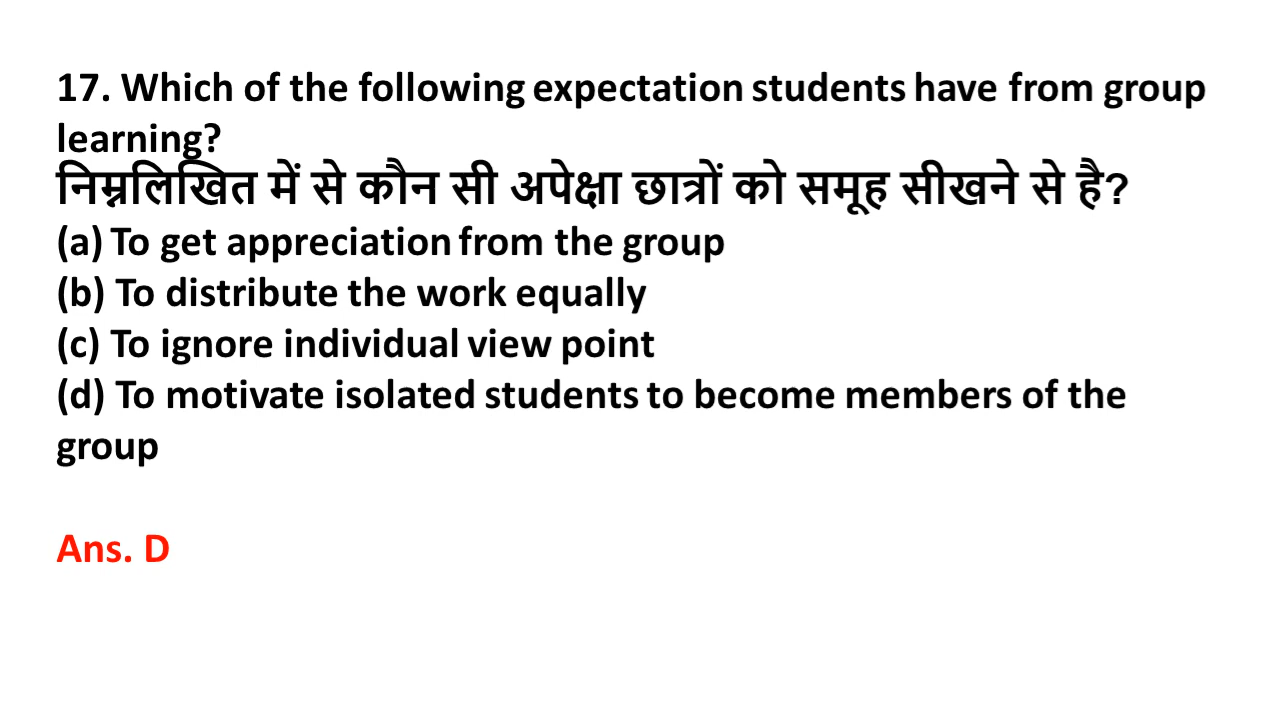 17. Which of the following expectation students have from group
learning?
निम्नलिखित में से कौन सी अपेक्षा छात्रों को समूह सीखने से है?
(a) To get appreciation from the group
(b) To distribute the work equally
(c) To ignore individual view point
(d) To motivate isolated students to become members of the
group
Ans. D